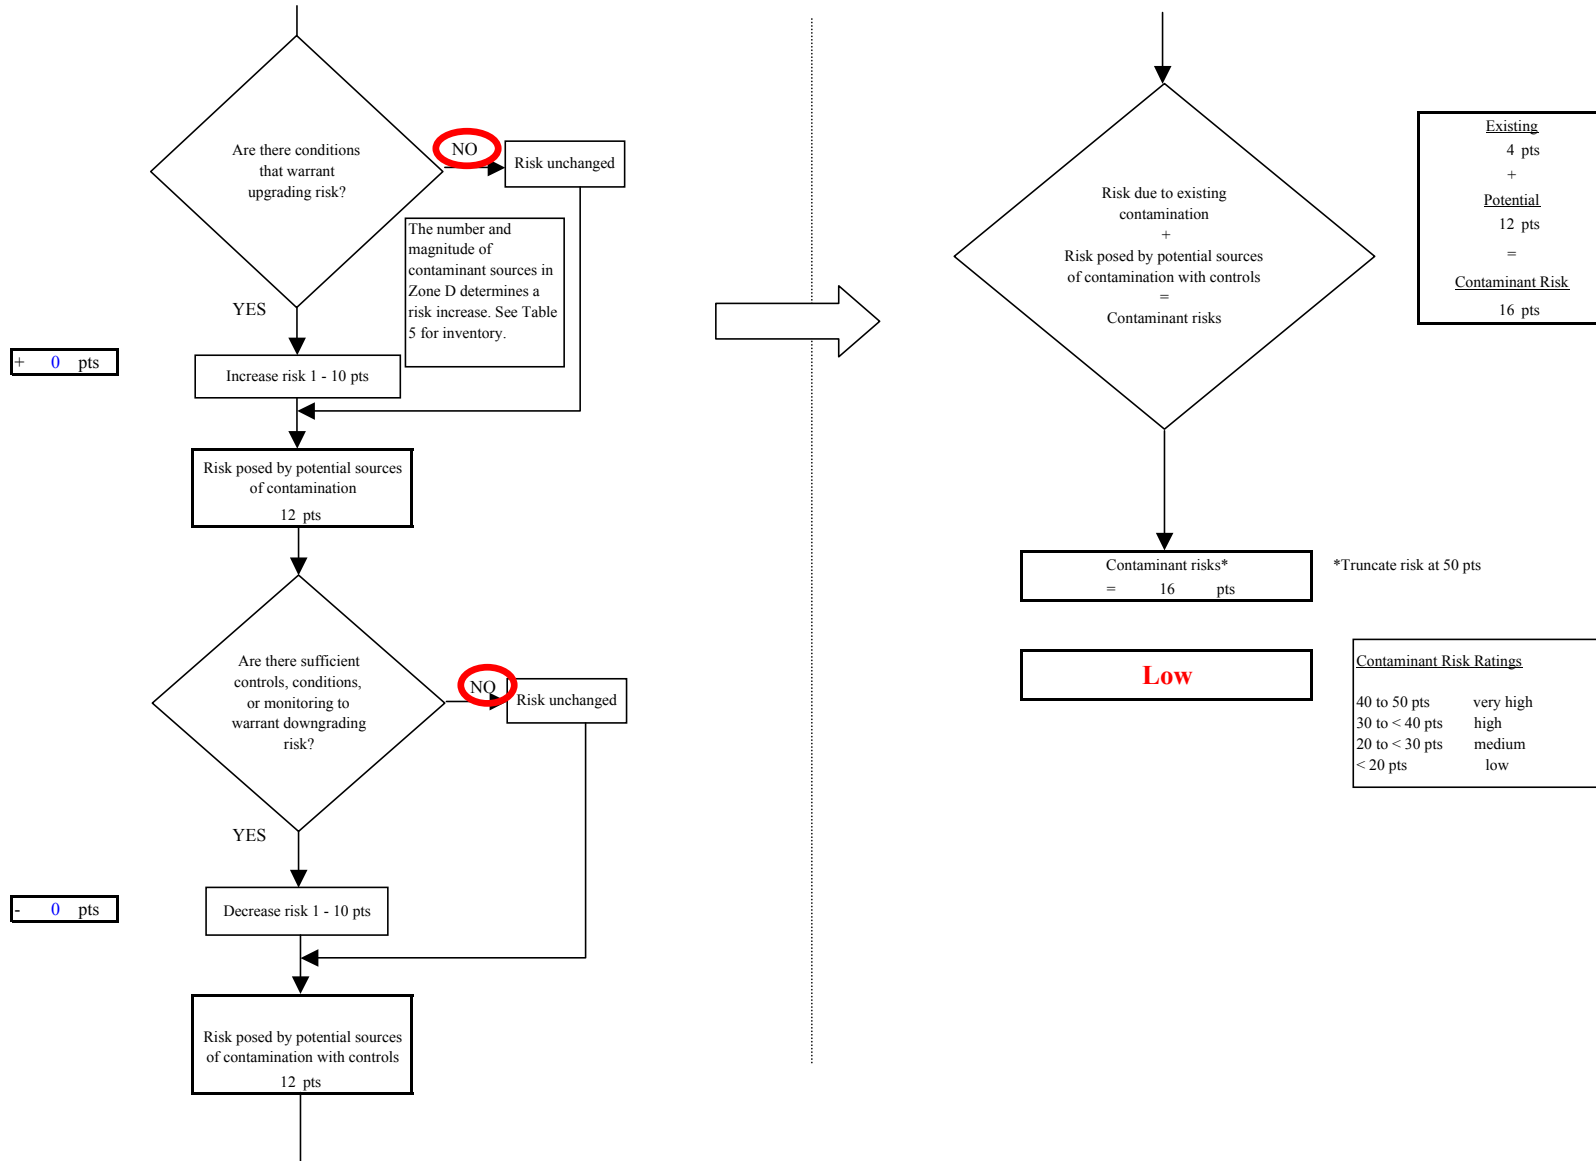 Are there conditions
that warrant
upgrading risk?
NO
Risk unchanged
The number and
magnitude of
contaminant sources in
Zone D determines a
risk increase. See Table
5 for inventory.
YES
+ 0 pts
Increase risk 1 - 10 pts
Risk posed by potential sources
of contamination
12 pts
Are there sufficient
controls, conditions,
or monitoring to
warrant downgrading
risk?
NO
Risk unchanged
YES
- 0 pts
Decrease risk 1 - 10 pts
Risk posed by potential sources
of contamination with controls
12 pts
Risk due to existing
contamination
+
Risk posed by potential sources
of contamination with controls
=
Contaminant risks
Existing
4 pts
+
Potential
12 pts
=
Contaminant Risk
16 pts
Contaminant risks*
= 16 pts
*Truncate risk at 50 pts
Low
Contaminant Risk Ratings
40 to 50 pts very high
30 to < 40 pts high
20 to < 30 pts medium
< 20 pts low